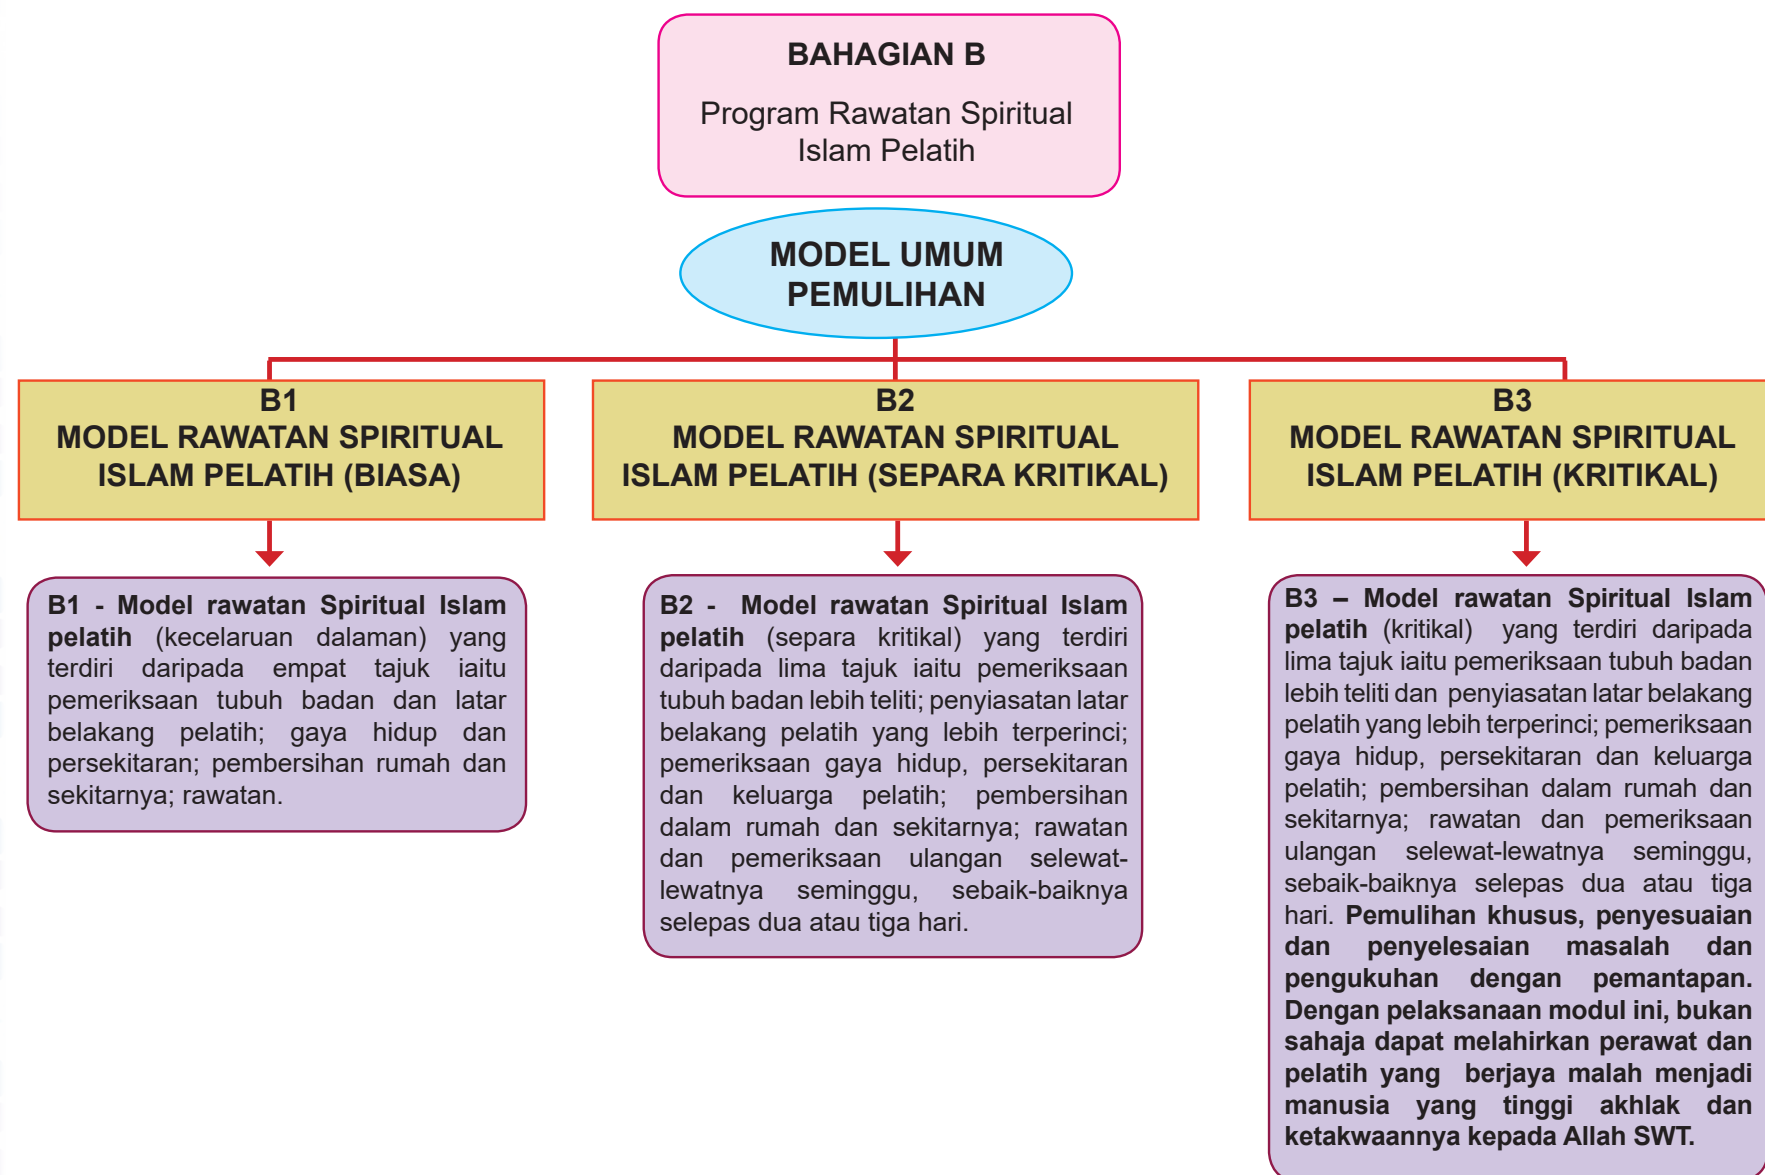 BAHAGIAN B
Program Rawatan Spiritual
Islam Pelatih
MODEL UMUM
PEMULIHAN
B1
MODEL RAWATAN SPIRITUAL
ISLAM PELATIH (BIASA)
B2
MODEL RAWATAN SPIRITUAL
ISLAM PELATIH (SEPARA KRITIKAL)
B3
MODEL RAWATAN SPIRITUAL
ISLAM PELATIH (KRITIKAL)
B1 - Model rawatan Spiritual Islam
pelatih (kecelaruan dalaman) yang
terdiri daripada empat tajuk iaitu
pemeriksaan tubuh badan dan latar
belakang pelatih; gaya hidup dan
persekitaran; pembersihan rumah dan
sekitarnya; rawatan.
B2 - Model rawatan Spiritual Islam
pelatih (separa kritikal) yang terdiri
daripada lima tajuk iaitu pemeriksaan
tubuh badan lebih teliti; penyiasatan latar
belakang pelatih yang lebih terperinci;
pemeriksaan gaya hidup, persekitaran
dan keluarga pelatih; pembersihan
dalam rumah dan sekitarnya; rawatan
dan pemeriksaan ulangan selewat-
lewatnya seminggu, sebaik-baiknya
selepas dua atau tiga hari.
B3 – Model rawatan Spiritual Islam
pelatih (kritikal) yang terdiri daripada
lima tajuk iaitu pemeriksaan tubuh badan
lebih teliti dan penyiasatan latar belakang
pelatih yang lebih terperinci; pemeriksaan
gaya hidup, persekitaran dan keluarga
pelatih; pembersihan dalam rumah dan
sekitarnya; rawatan dan pemeriksaan
ulangan selewat-lewatnya seminggu,
sebaik-baiknya selepas dua atau tiga
hari. Pemulihan khusus, penyesuaian
dan penyelesaian masalah dan
pengukuhan dengan pemantapan.
Dengan pelaksanaan modul ini, bukan
sahaja dapat melahirkan perawat dan
pelatih yang berjaya malah menjadi
manusia yang tinggi akhlak dan
ketakwaannya kepada Allah SWT.